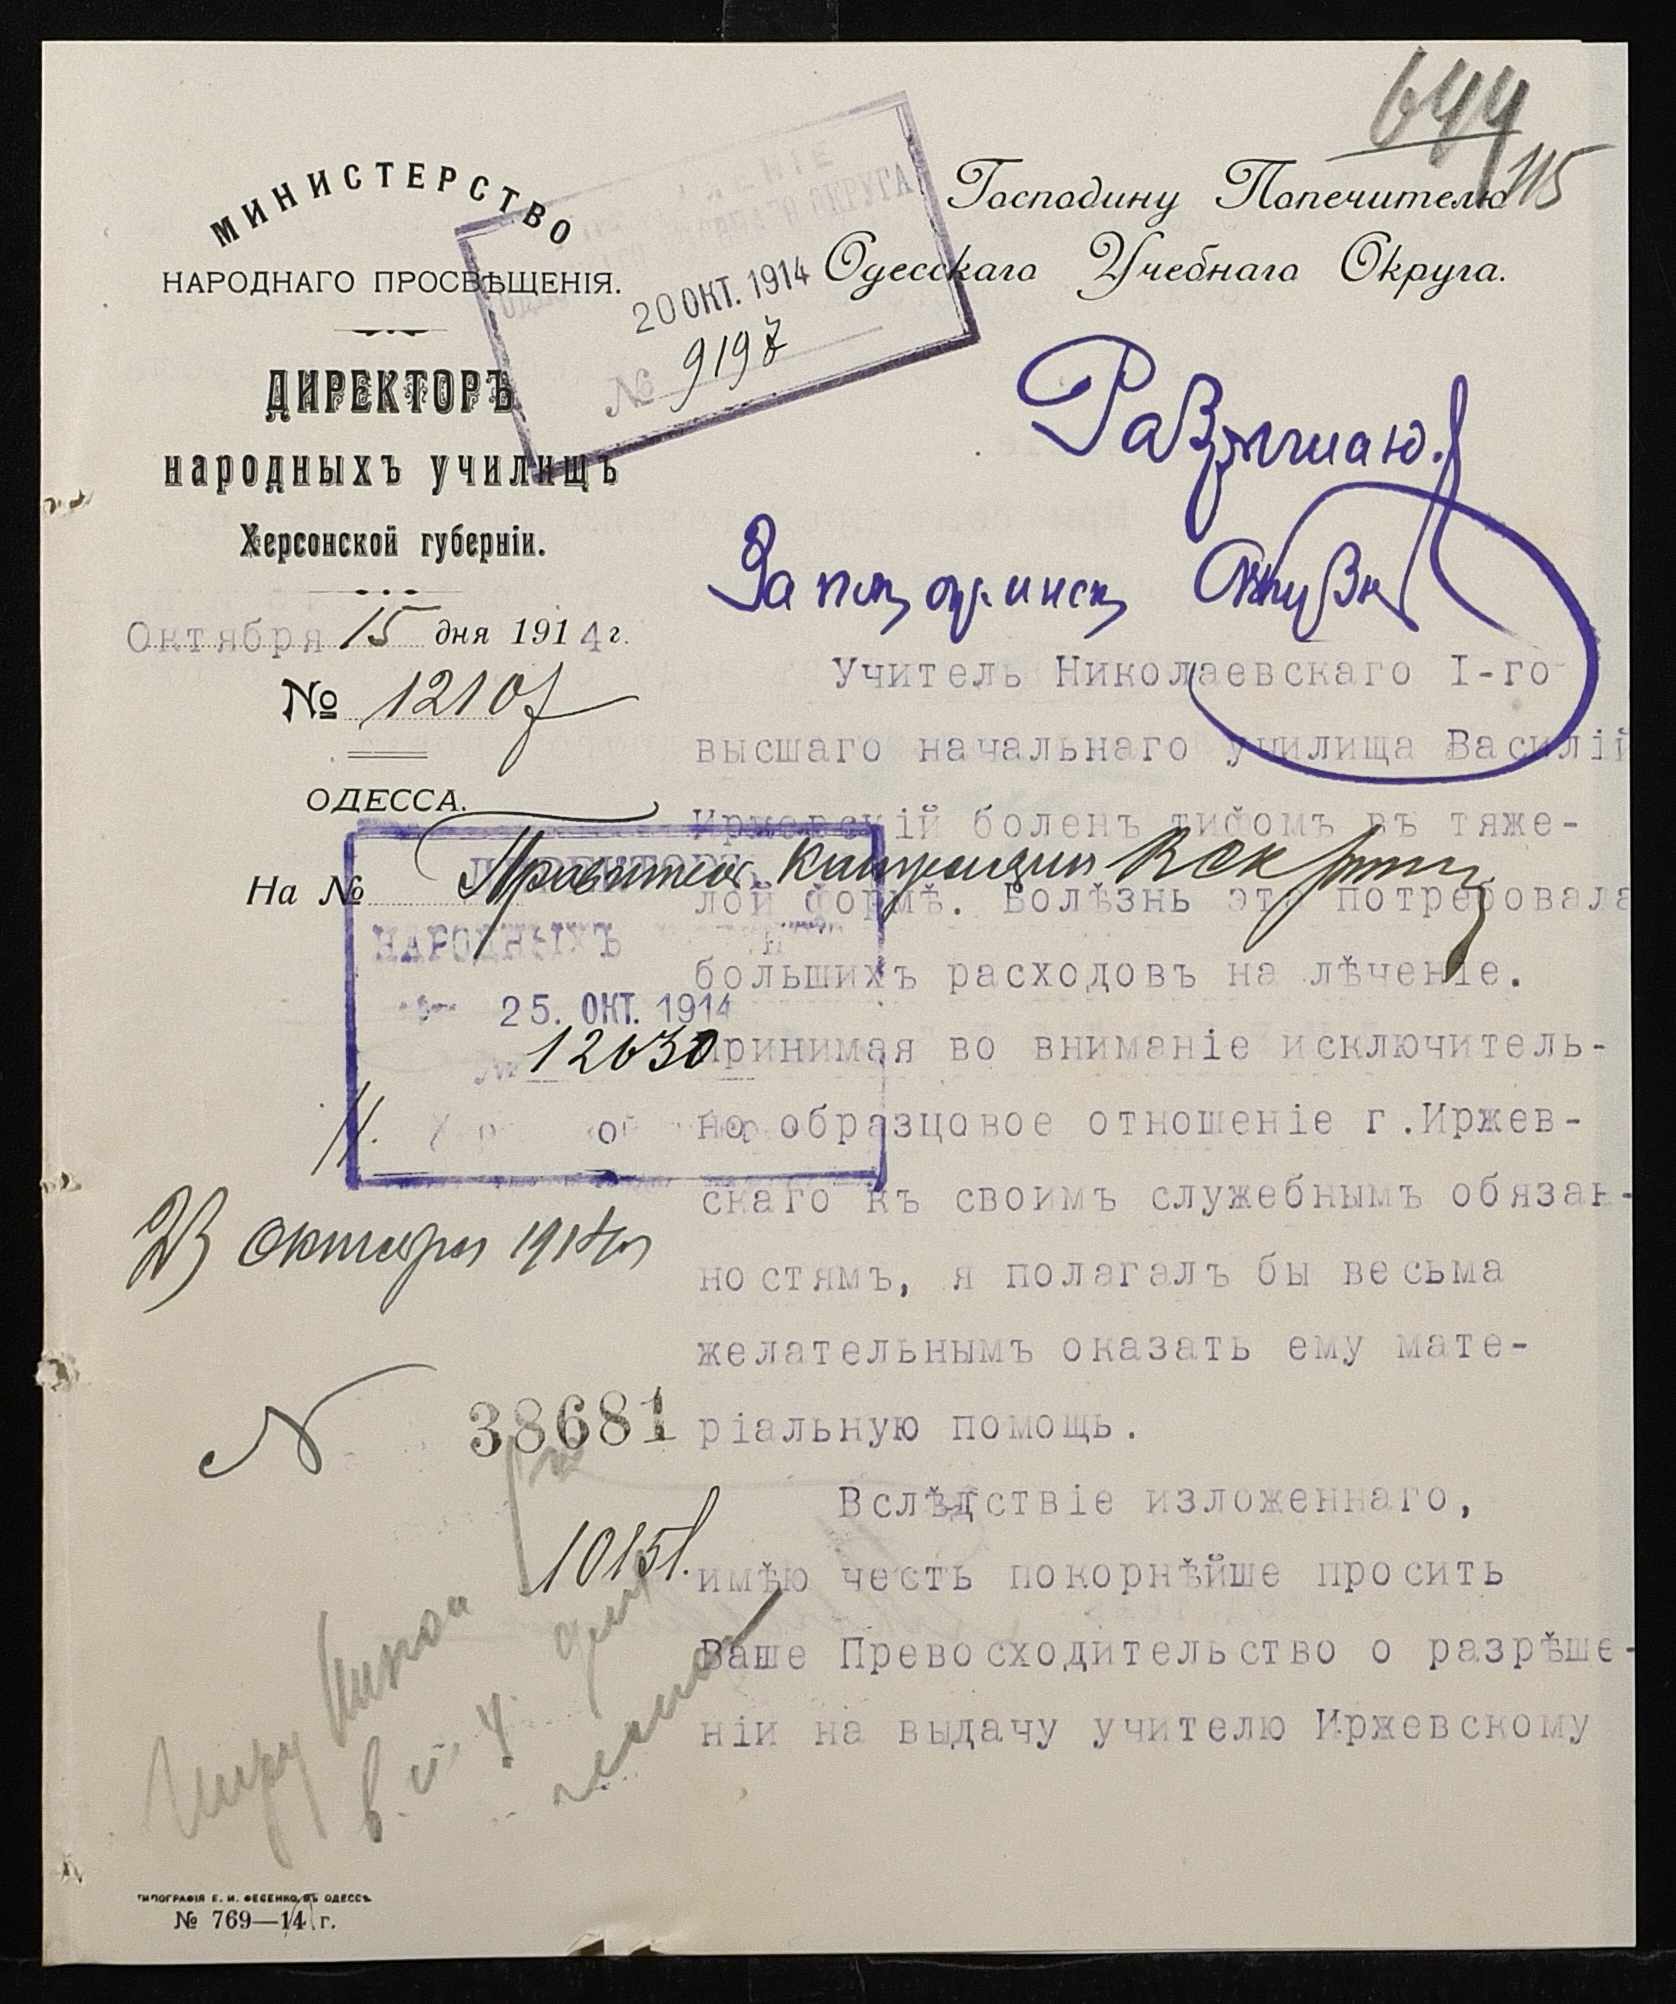 644
115
МИНИСТЕРСТВО
НАРОДНАГО ПРОСВѢЩЕНІЯ.
ДИРЕКТОРЪ
народныхъ училищъ
Херсонской губерніи.
Октября 15 дня 1914 г.
№ 12107
ОДЕССА.
На №
ОКРУГА
20 ОКТ. 1914
№ 9197
Господину Попечителю
Одесскаго Учебнаго Округа.
Разрѣшаю.
За поп
Учитель Николаевскаго I-го
высшаго начальнаго училища Василій
Иржевскій боленъ тифомъ въ тяже-
лой формѣ. Болѣзнь эта потребовала
большихъ расходовъ на лѣченіе.
Принимая во вниманіе исключитель-
но образцовое отношеніе г.Иржев-
скаго къ своимъ служебнымъ обязан-
ностямъ, я полагалъ бы весьма
желательнымъ оказать ему мате-
ріальную помощь.
Вслѣдствіе изложеннаго,
имѣю честь покорнѣйше просить
Ваше Превосходительство о разрѣше-
ніи на выдачу учителю Иржевскому
Правитель Канцеляріи
НАРОДНЫХЪ
25. ОКТ. 1914
12630
23 Октября 1914 г.
N 38681
ТИПОГРАФІЯ Е. И. ФЕСЕНКО, ВЪ ОДЕССѢ
№ 769—14 г.